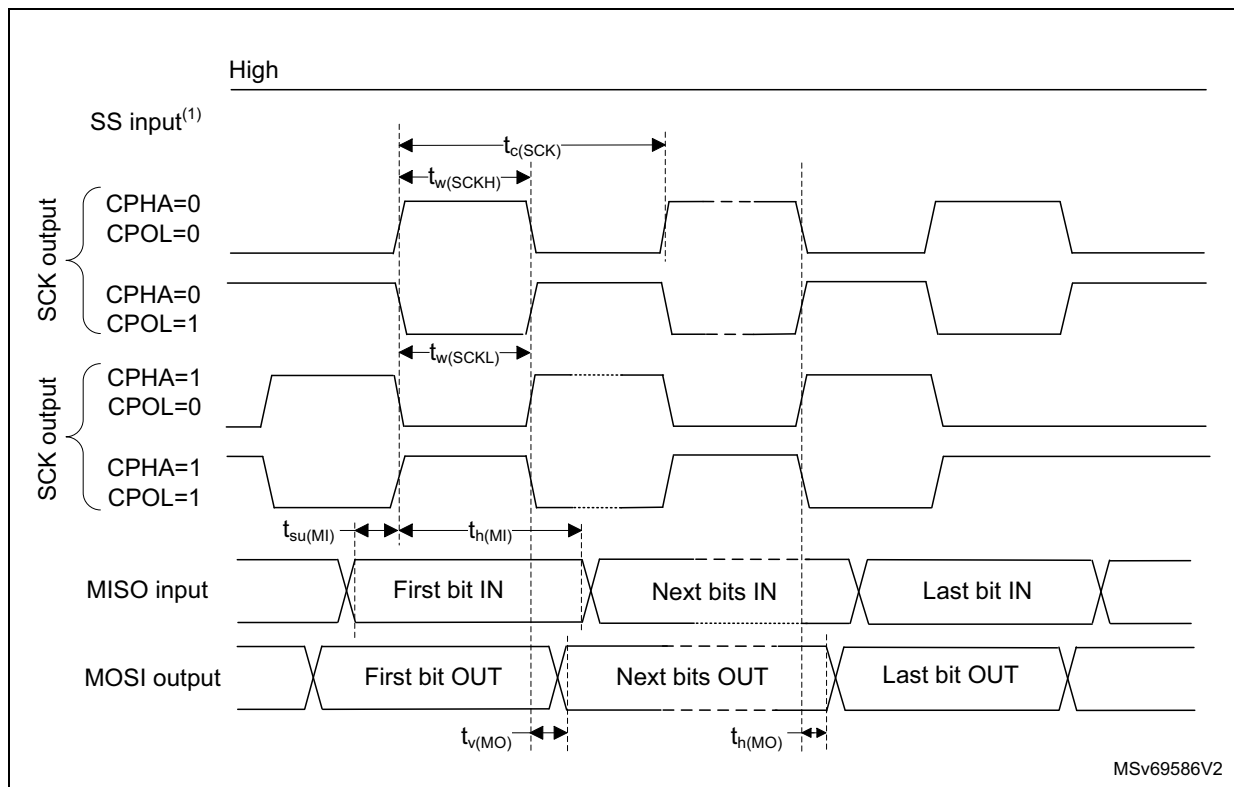 High
SS input(1)
tc(SCK)
tw(SCKH)
SCK output
CPHA=0
CPOL=0
CPHA=0
CPOL=1
tw(SCKL)
SCK output
CPHA=1
CPOL=0
CPHA=1
CPOL=1
tsu(MI)
th(MI)
MISO input
First bit IN
Next bits IN
Last bit IN
MOSI output
First bit OUT
Next bits OUT
Last bit OUT
tv(MO)
th(MO)
MSv69586V2